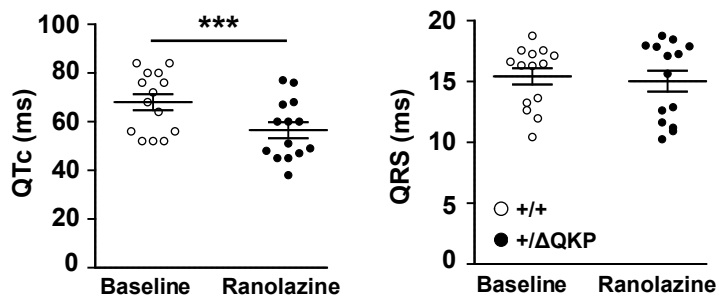 ***
QTc (ms)
100
80
60
40
20
0
Baseline Ranolazine
QRS (ms)
20
15
10
5
0
+/+
+/ΔQKP
Baseline Ranolazine